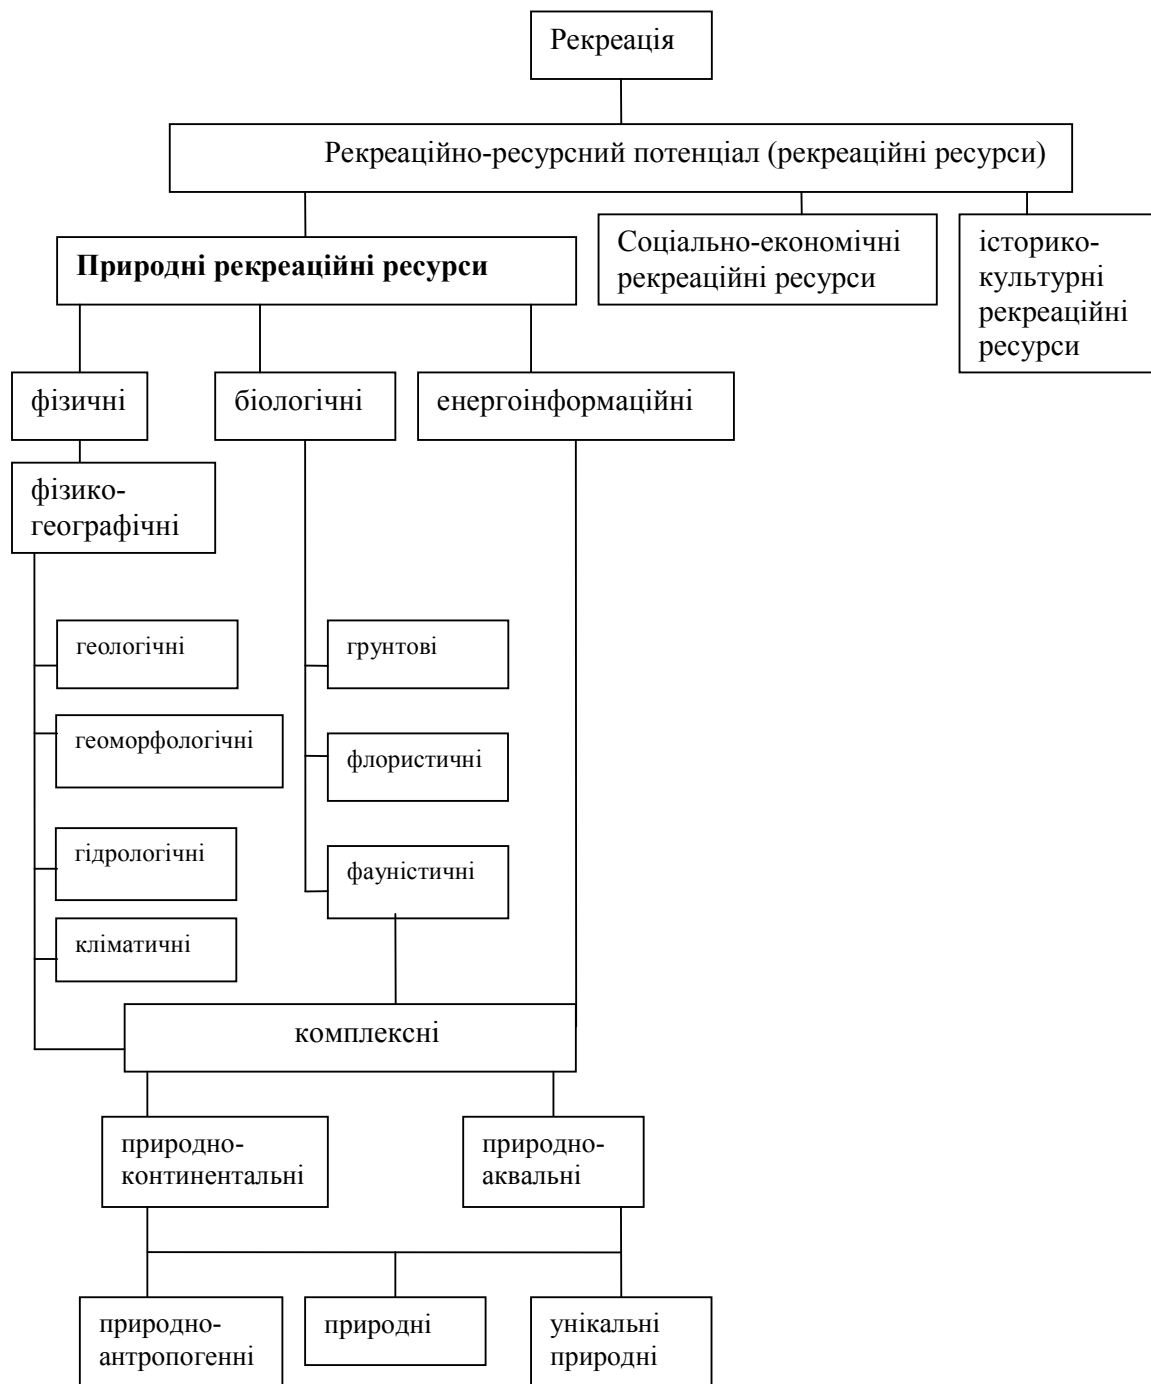 Рекреація
Рекреаційно-ресурсний потенціал (рекреаційні ресурси)
Природні рекреаційні ресурси
Соціально-економічні
рекреаційні ресурси
історико-
культурні
рекреаційні
ресурси
фізичні
біологічні
енергоінформаційні
фізико-
географічні
геологічні
грунтові
геоморфологічні
флористичні
гідрологічні
фауністичні
кліматичні
комплексні
природно-
континентальні
природно-
аквальні
природно-
антропогенні
природні
унікальні
природні